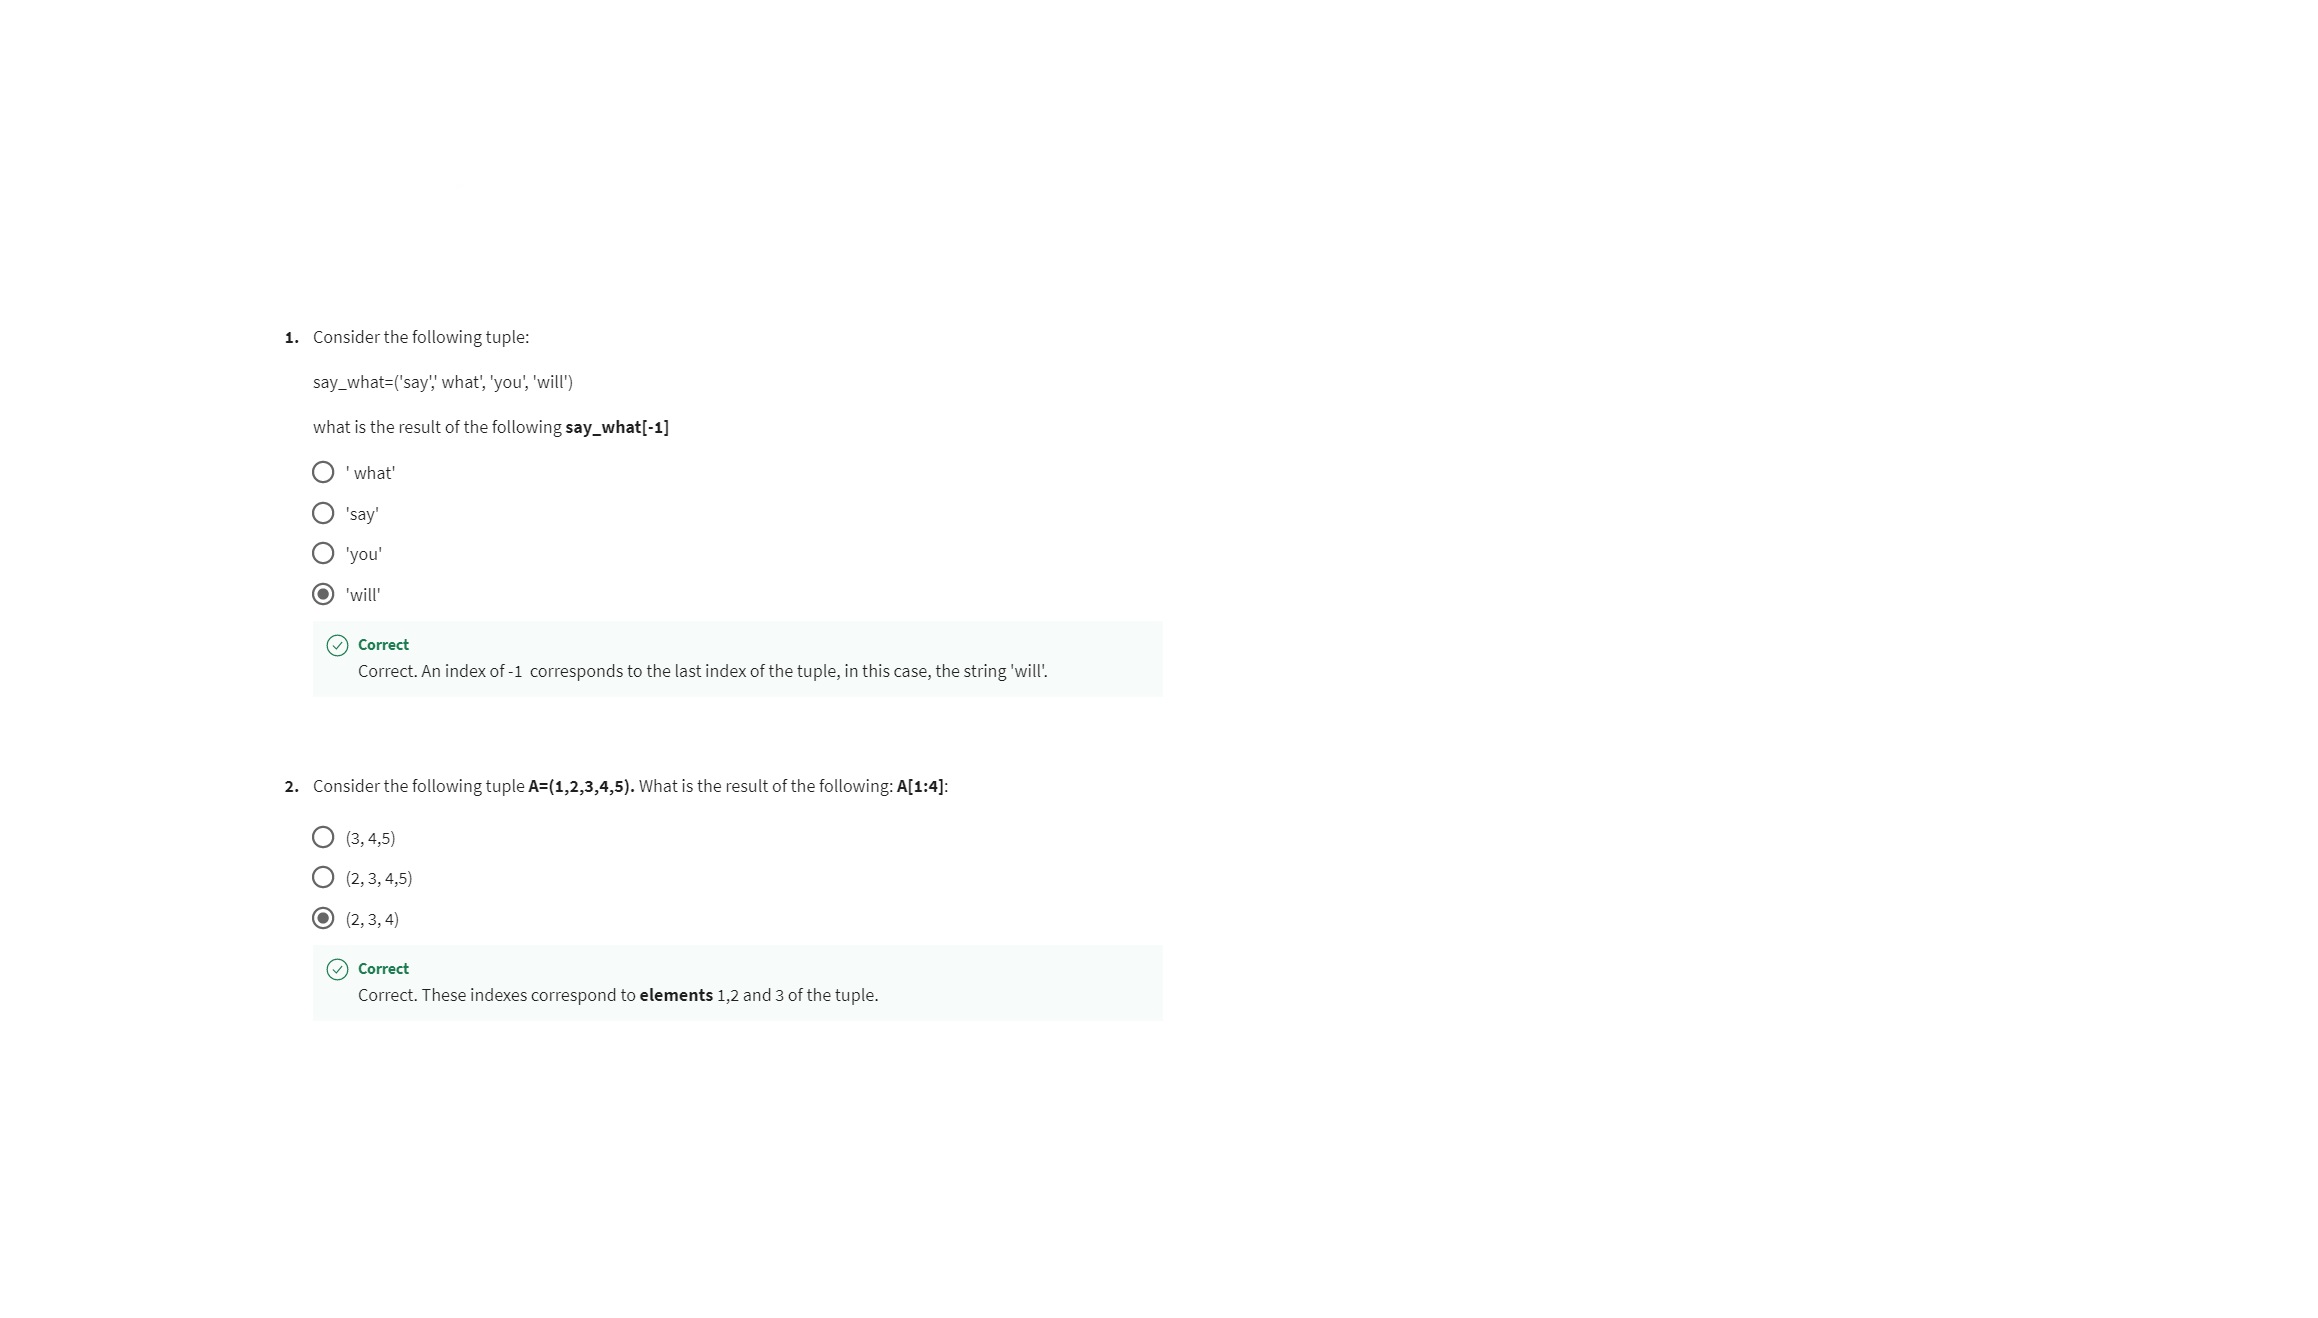 1. Consider the following tuple:
say_what=('say',' what', 'you', 'will')
what is the result of the following say_what[-1]
' what'
'say'
'you'
'will'
Correct
Correct. An index of -1 corresponds to the last index of the tuple, in this case, the string 'will'.
2. Consider the following tuple A=(1,2,3,4,5). What is the result of the following: A[1:4]:
(3, 4,5)
(2, 3, 4,5)
(2, 3, 4)
Correct
Correct. These indexes correspond to elements 1,2 and 3 of the tuple.